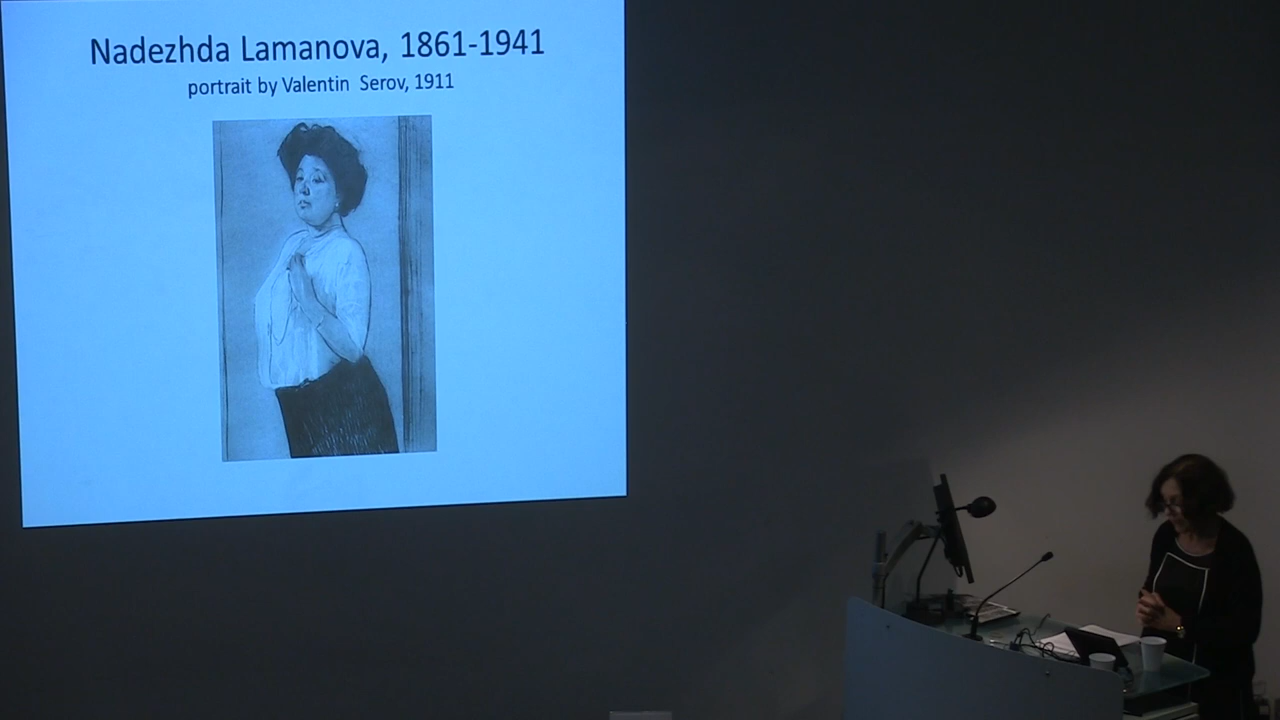 Nadezhda Lamanova, 1861-1941
portrait by Valentin Serov, 1911